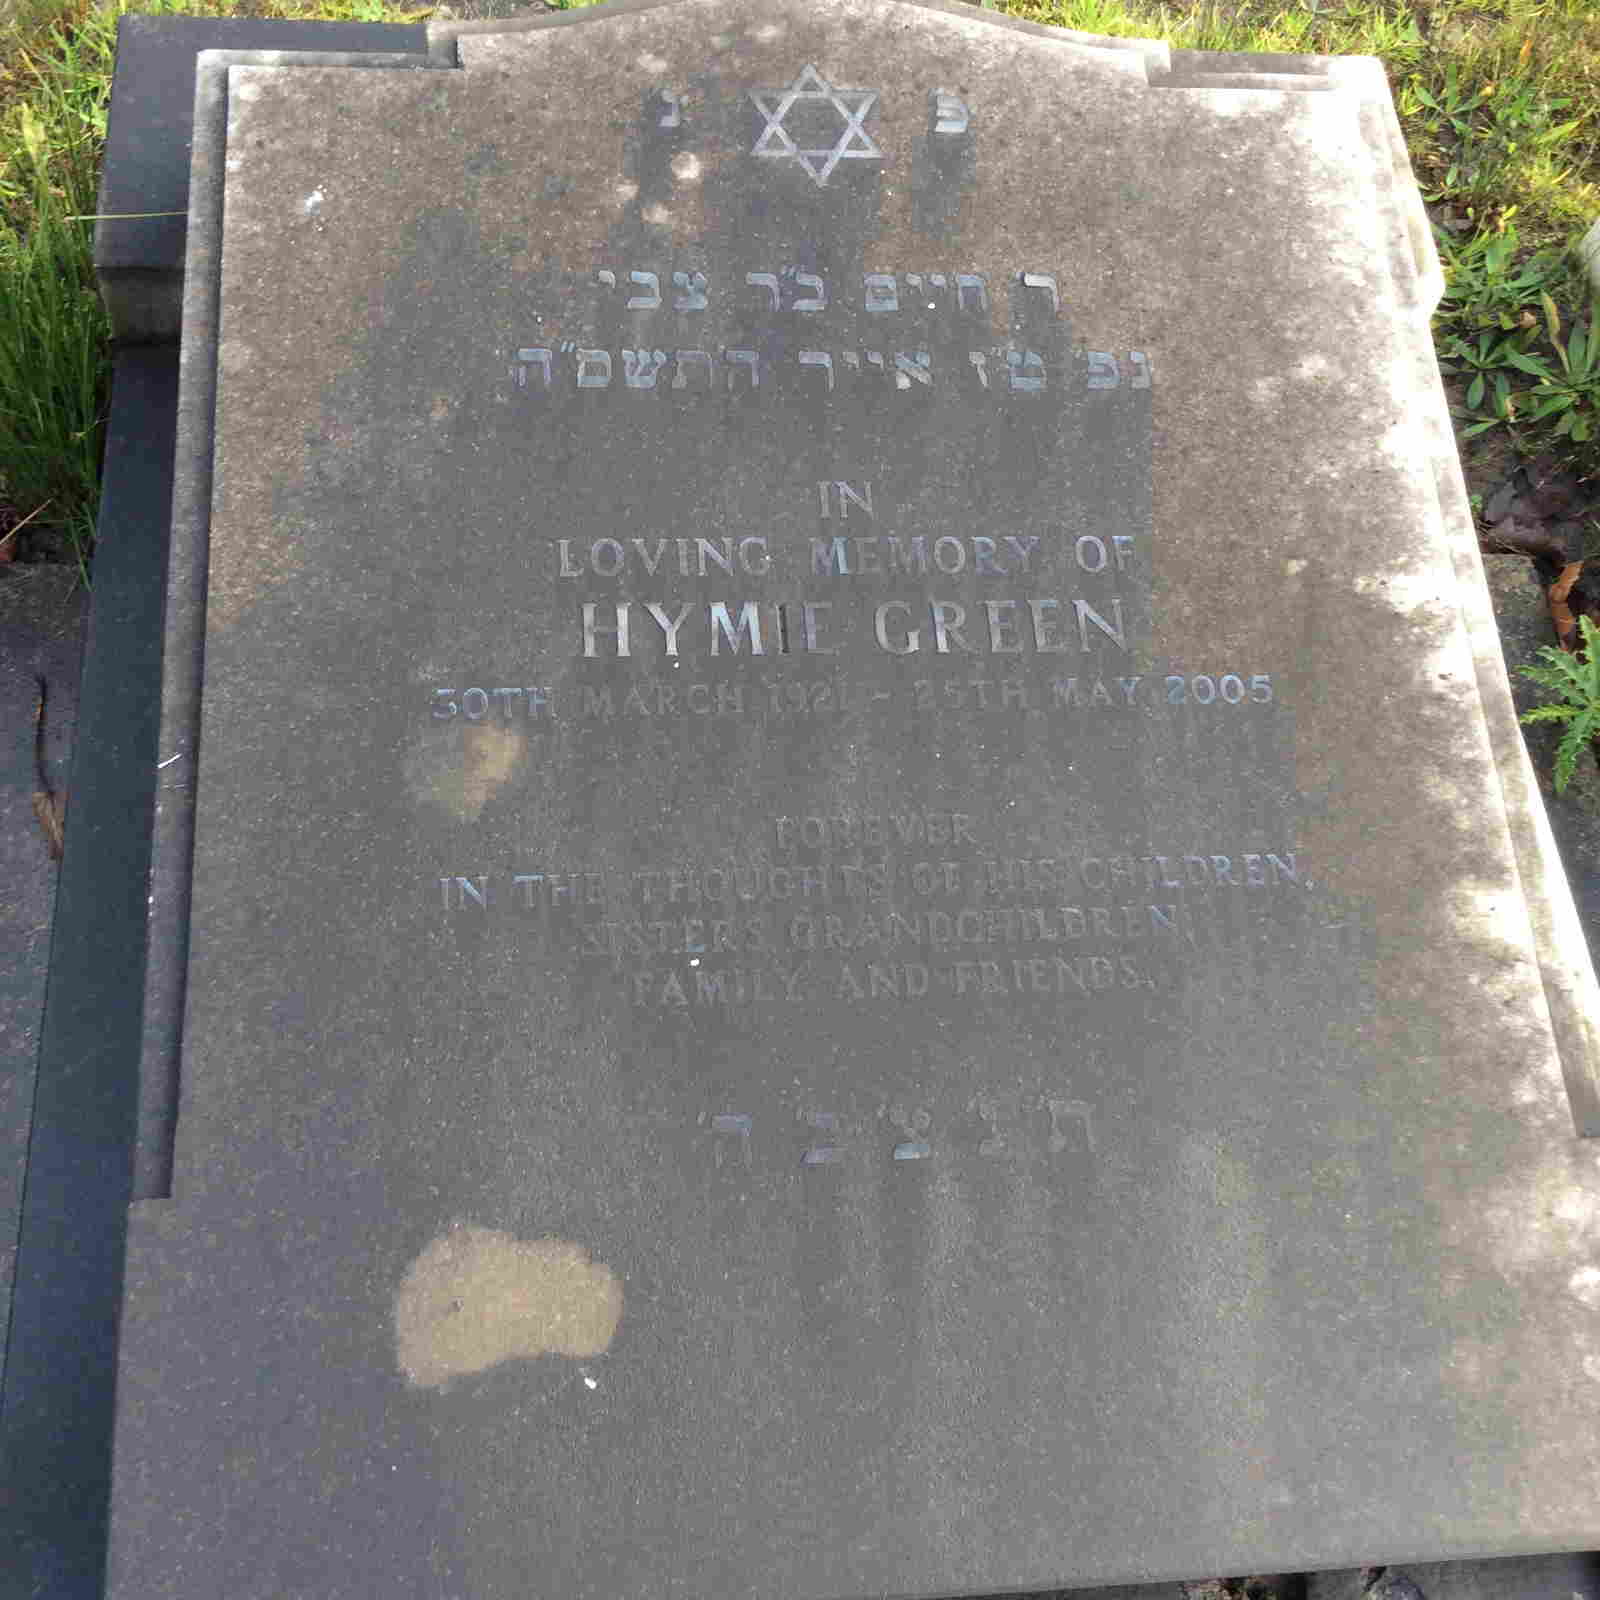 פ נ
ר' חיים ב"ר צבי
נפ' ט"ז אייר התשס"ה
IN
LOVING MEMORY OF
HYMIE GREEN
30TH MARCH 1921 - 25TH MAY 2005
FOREVER
IN THE THOUGHTS OF HIS CHILDREN,
SISTERS GRANDCHILDREN,
FAMILY AND FRIENDS.
ת' נ' צ' ב' ה'